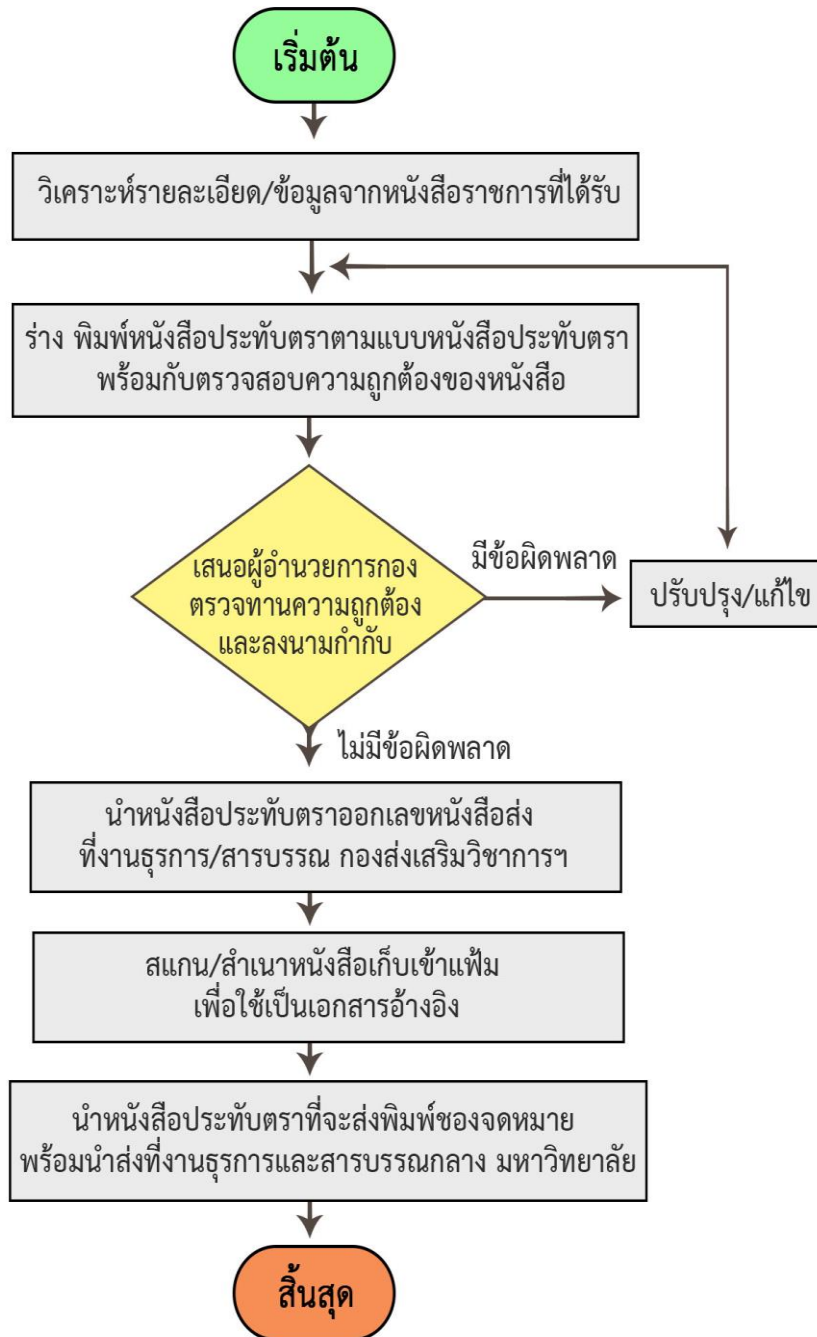 เริ่มต้น
วิเคราะห์รายละเอียด/ข้อมูลจากหนังสือราชการที่ได้รับ
ร่าง พิมพ์หนังสือประทับตราตามแบบหนังสือประทับตรา
พร้อมกับตรวจสอบความถูกต้องของหนังสือ
เสนอผู้อำนวยการกอง
ตรวจทานความถูกต้อง
และลงนามกำกับ
มีข้อผิดพลาด
ปรับปรุง/แก้ไข
ไม่มีข้อผิดพลาด
นำหนังสือประทับตราออกเลขหนังสือส่ง
ที่งานธุรการ/สารบรรณ กองส่งเสริมวิชาการฯ
สแกน/สำเนาหนังสือเก็บเข้าแฟ้ม
เพื่อใช้เป็นเอกสารอ้างอิง
นำหนังสือประทับตราที่จะส่งพิมพ์ซองจดหมาย
พร้อมนำส่งที่งานธุรการและสารบรรณกลาง มหาวิทยาลัย
สิ้นสุด